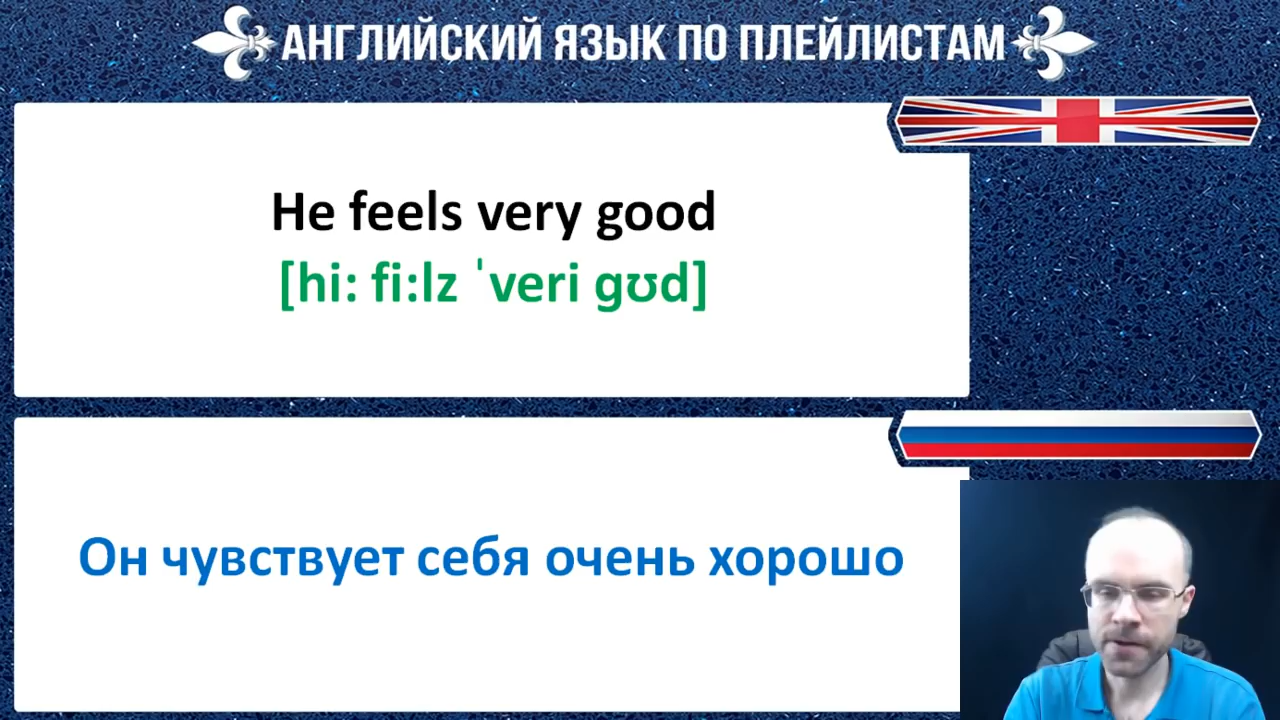 АНГЛИЙСКИЙ ЯЗЫК ПО ПЛЕЙЛИСТАМ
He feels very good
[hi: fi:lz ˈveri gʊd]
Он чувствует себя очень хорошо